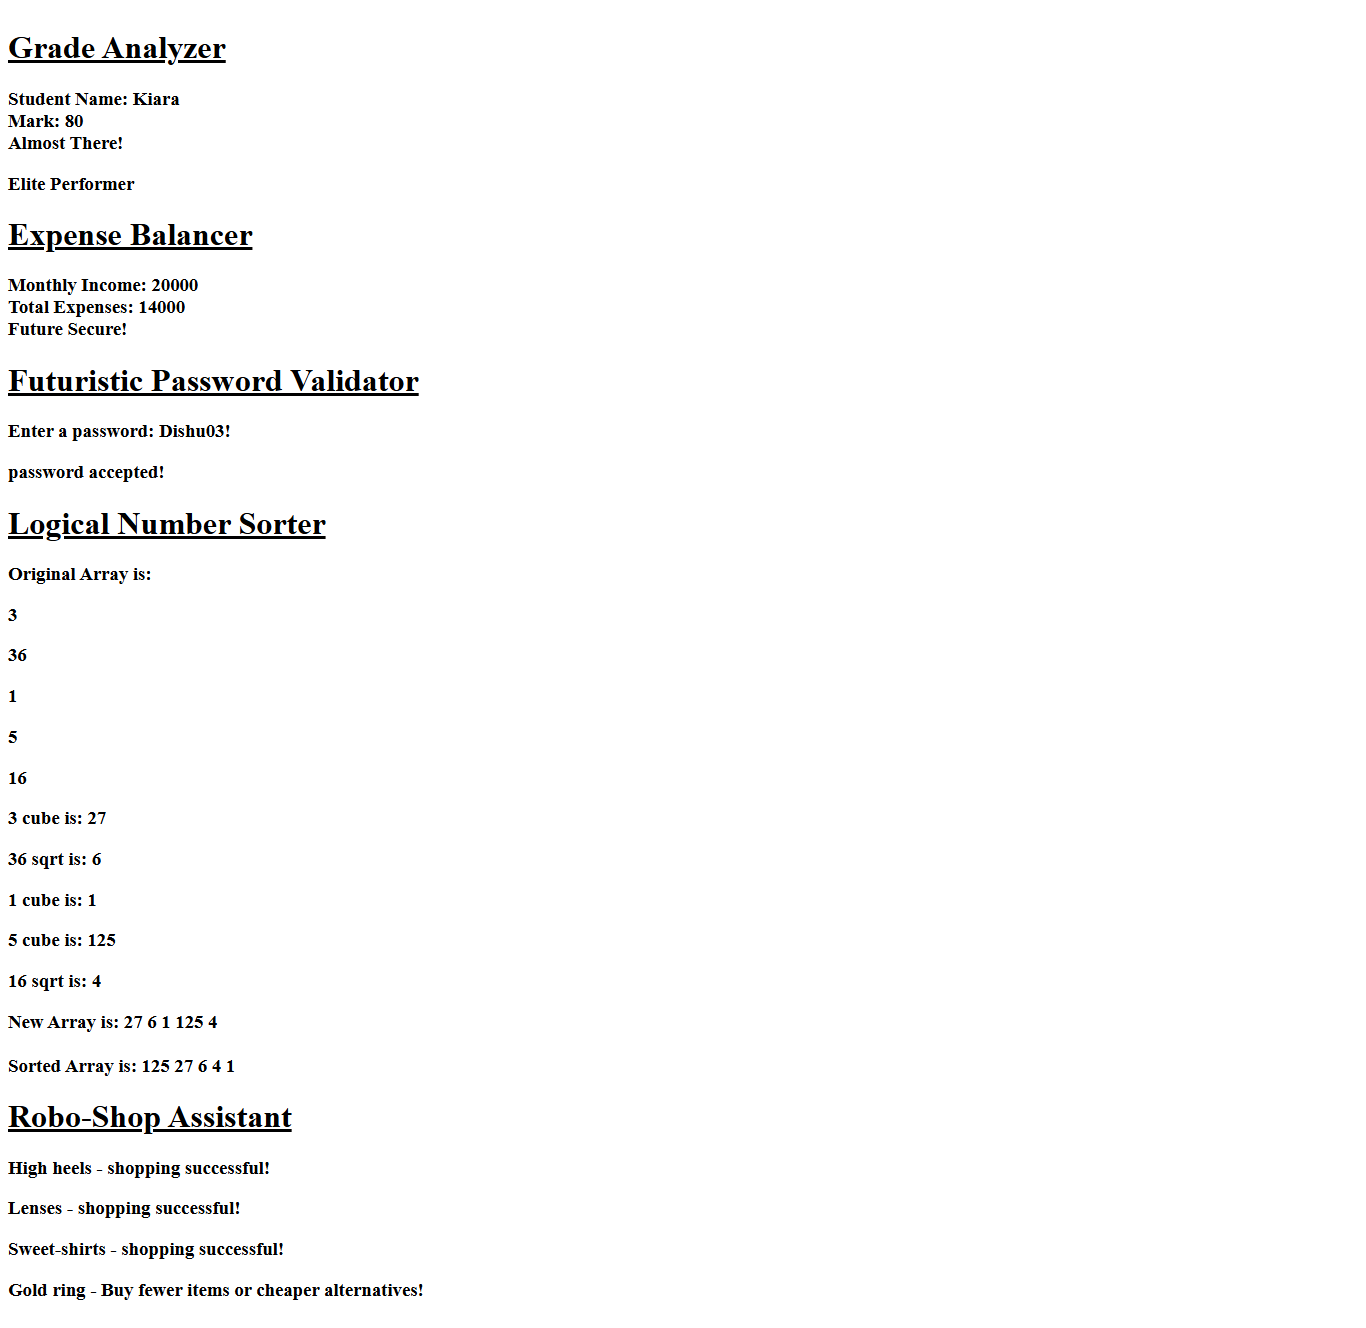 Grade Analyzer
Student Name: Kiara
Mark: 80
Almost There!
Elite Performer
Expense Balancer
Monthly Income: 20000
Total Expenses: 14000
Future Secure!
Futuristic Password Validator
Enter a password: Dishu03!
password accepted!
Logical Number Sorter
Original Array is:
3
36
1
5
16
3 cube is: 27
36 sqrt is: 6
1 cube is: 1
5 cube is: 125
16 sqrt is: 4
New Array is: 27 6 1 125 4
Sorted Array is: 125 27 6 4 1
Robo-Shop Assistant
High heels - shopping successful!
Lenses - shopping successful!
Sweet-shirts - shopping successful!
Gold ring - Buy fewer items or cheaper alternatives!